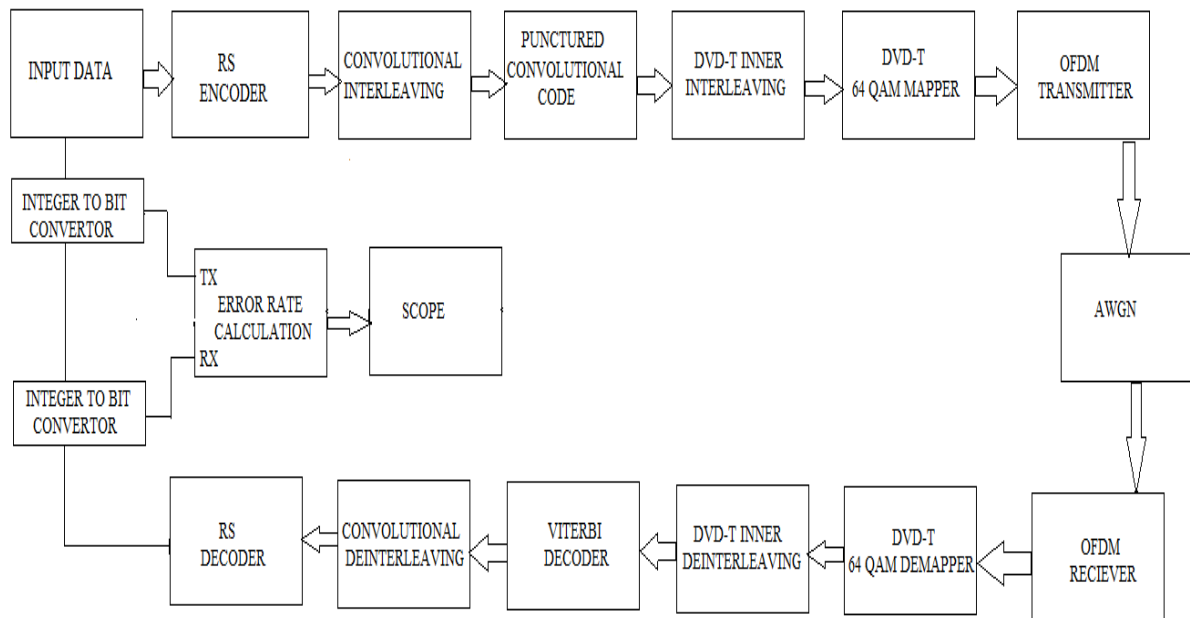 INPUT DATA
RS
ENCODER
CONVOLUTIONAL
INTERLEAVING
PUNCTURED
CONVOLUTIONAL
CODE
DVD-T INNER
INTERLEAVING
DVD-T
64 QAM MAPPER
OFDM
TRANSMITTER
INTEGER TO BIT
CONVERTOR
TX
ERROR RATE
CALCULATION
RX
SCOPE
AWGN
INTEGER TO BIT
CONVERTOR
RS
DECODER
CONVOLUTIONAL
DEINTERLEAVING
VITERBI
DECODER
DVD-T INNER
DEINTERLEAVING
DVD-T
64 QAM DEMAPPER
OFDM
RECIEVER